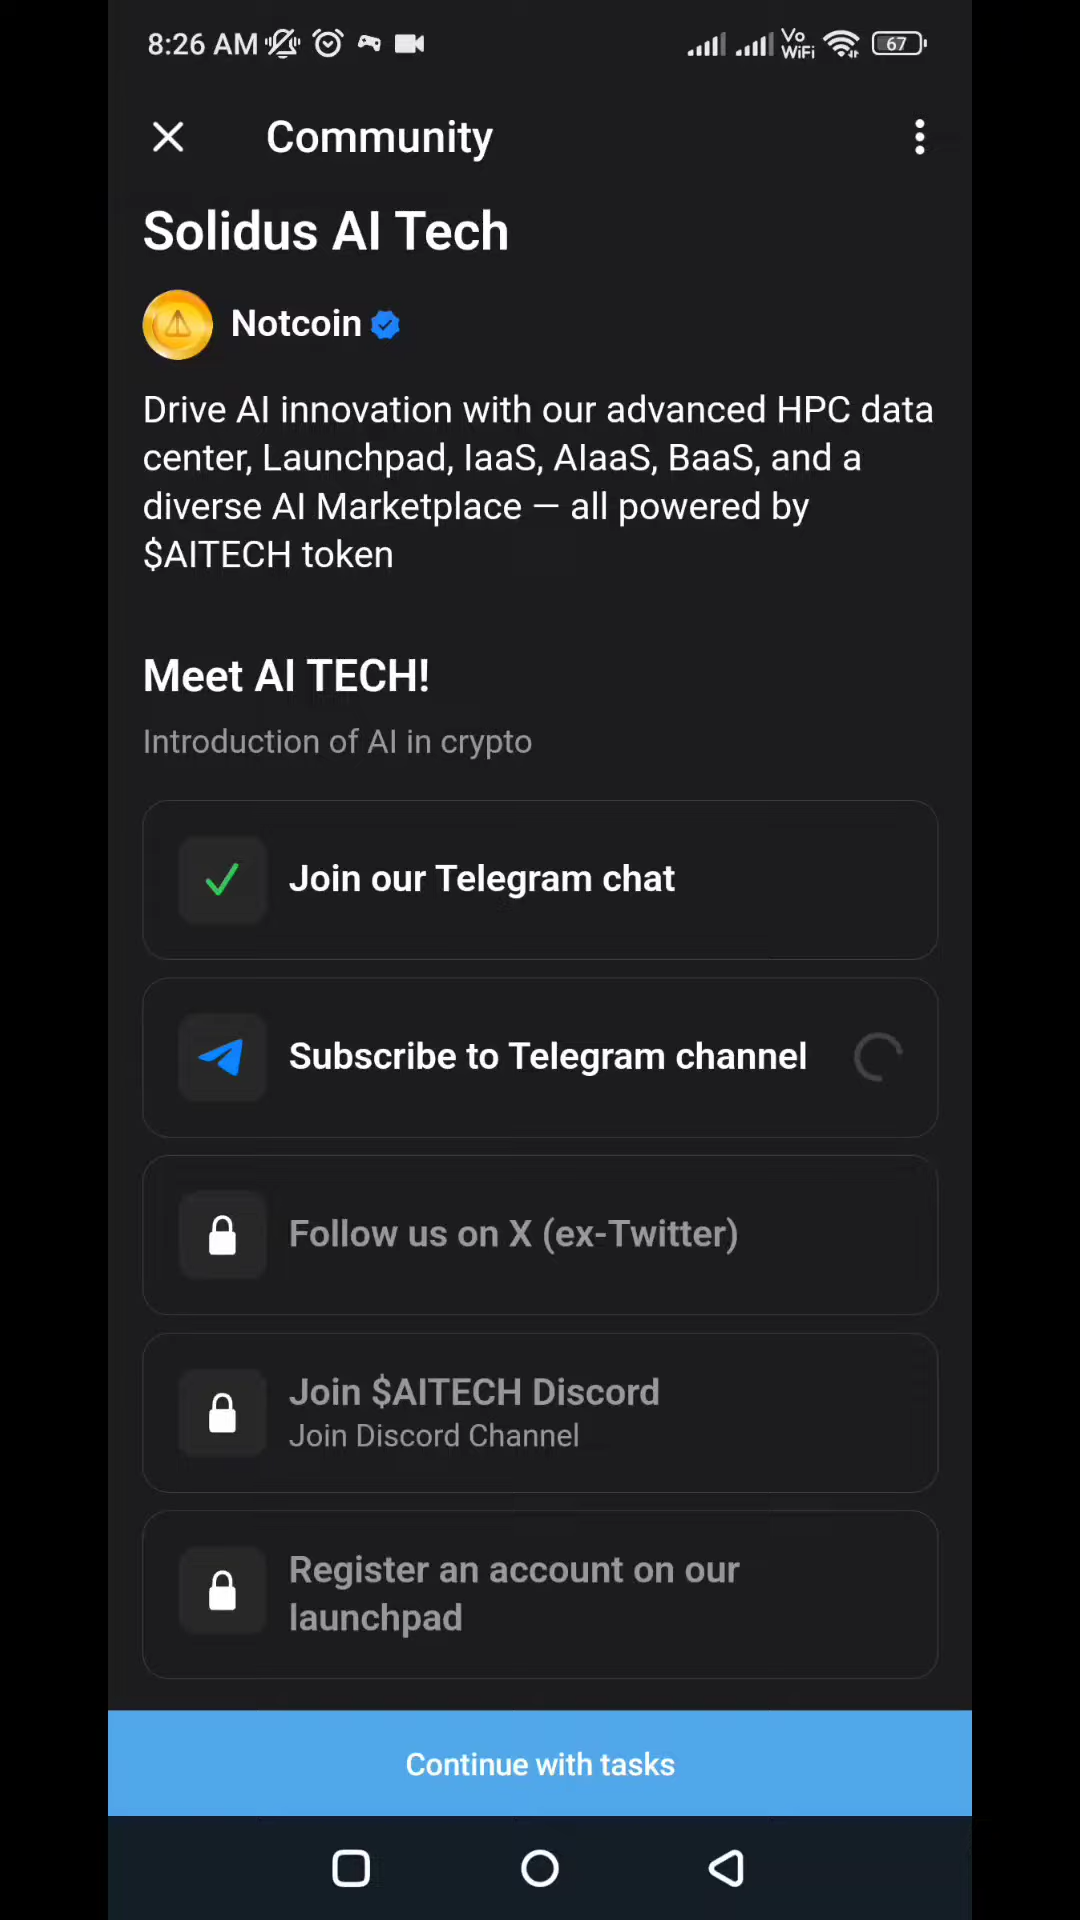 8:26 AM
Vo
WiFi
67
Community
Solidus AI Tech
Notcoin
Drive AI innovation with our advanced HPC data
center, Launchpad, IaaS, AIaaS, BaaS, and a
diverse AI Marketplace — all powered by
$AITECH token
Meet AI TECH!
Introduction of AI in crypto
Join our Telegram chat
Subscribe to Telegram channel
Follow us on X (ex-Twitter)
Join $AITECH Discord
Join Discord Channel
Register an account on our
launchpad
Continue with tasks